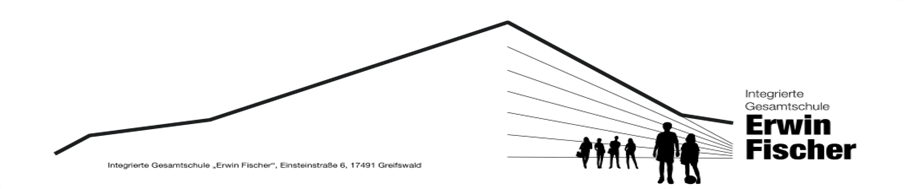 Integrierte
Gesamtschule
Erwin
Fischer
Integrierte Gesamtschule „Erwin Fischer“, Einsteinstraße 6, 17491 Greifswald